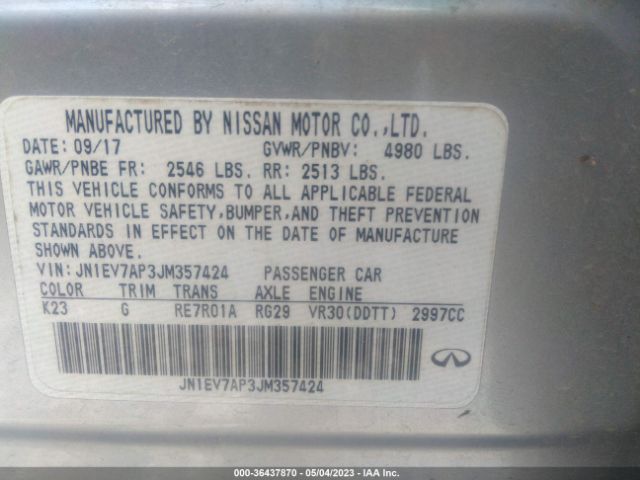 MANUFACTURED BY NISSAN MOTOR CO.,LTD.
DATE: 09/17 GVWR/PNBV: 4980 LBS.
GAWR/PNBE FR: 2546 LBS. RR: 2513 LBS.
THIS VEHICLE CONFORMS TO ALL APPLICABLE FEDERAL
MOTOR VEHICLE SAFETY,BUMPER,AND THEFT PREVENTION
STANDARDS IN EFFECT ON THE DATE OF MANUFACTURE
SHOWN ABOVE.
VIN:JN1EV7AP3JM357424 PASSENGER CAR
COLOR TRIM TRANS AXLE ENGINE
K23 G RE7R01A RG29 VR30(DDTT) 2997CC
JN1EV7AP3JM357424
000-36437870 - 05/04/2023 - IAA Inc.